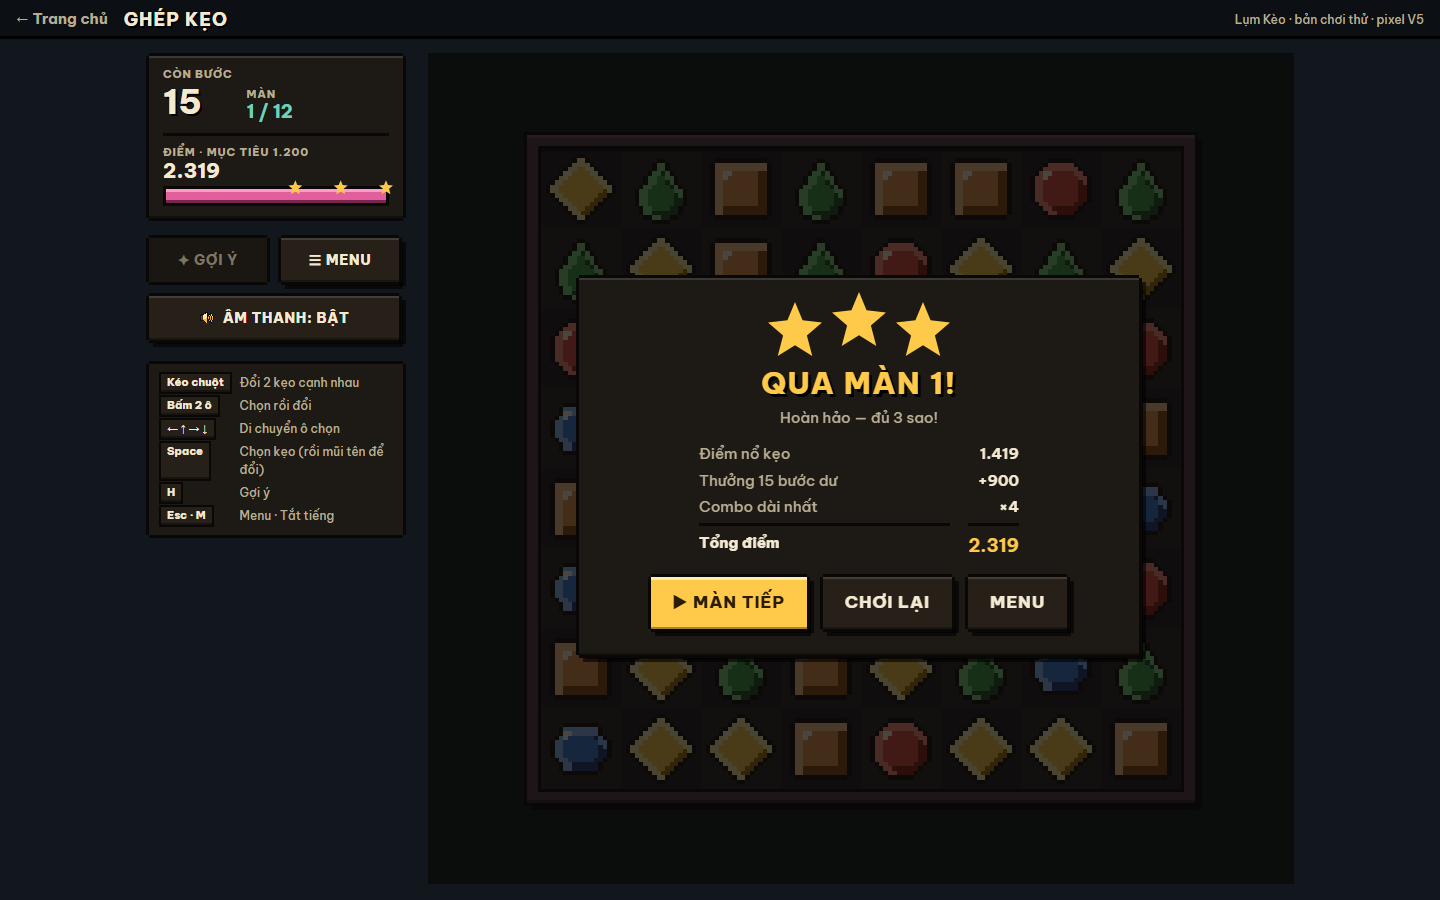 ← Trang chủ GHÉP KẸO
Lụm Kèo · bản chơi thử · pixel V5
CÒN BƯỚC
15
MÀN
1 / 12
ĐIỂM · MỤC TIÊU 1.200
2.319
✦ GỢI Ý
☰ MENU
ÂM THANH: BẬT
Kéo chuột Đổi 2 kẹo cạnh nhau
Bấm 2 ô Chọn rồi đổi
←↑→↓ Di chuyển ô chọn
Space Chọn kẹo (rồi mũi tên để
đổi)
H Gợi ý
Esc · M Menu · Tắt tiếng
QUA MÀN 1!
Hoàn hảo — đủ 3 sao!
Điểm nổ kẹo 1.419
Thưởng 15 bước dư +900
Combo dài nhất ×4
Tổng điểm 2.319
▶ MÀN TIẾP
CHƠI LẠI
MENU